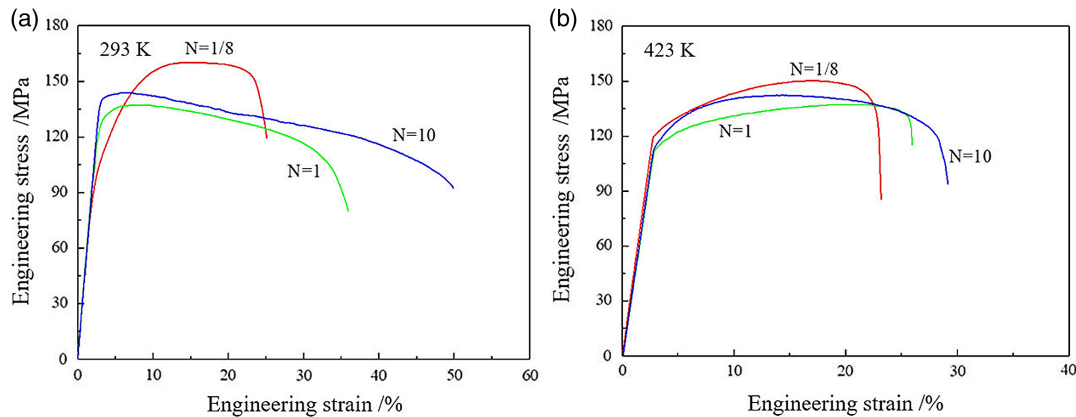 (a)
180
150
120
90
60
30
0
Engineering stress /MPa
293 K
N=1/8
N=10
N=1
0 10 20 30 40 50 60
Engineering strain /%
(b)
180
150
120
90
60
30
0
Engineering stress /MPa
423 K
N=1/8
N=1
N=10
0 10 20 30 40
Engineering strain /%